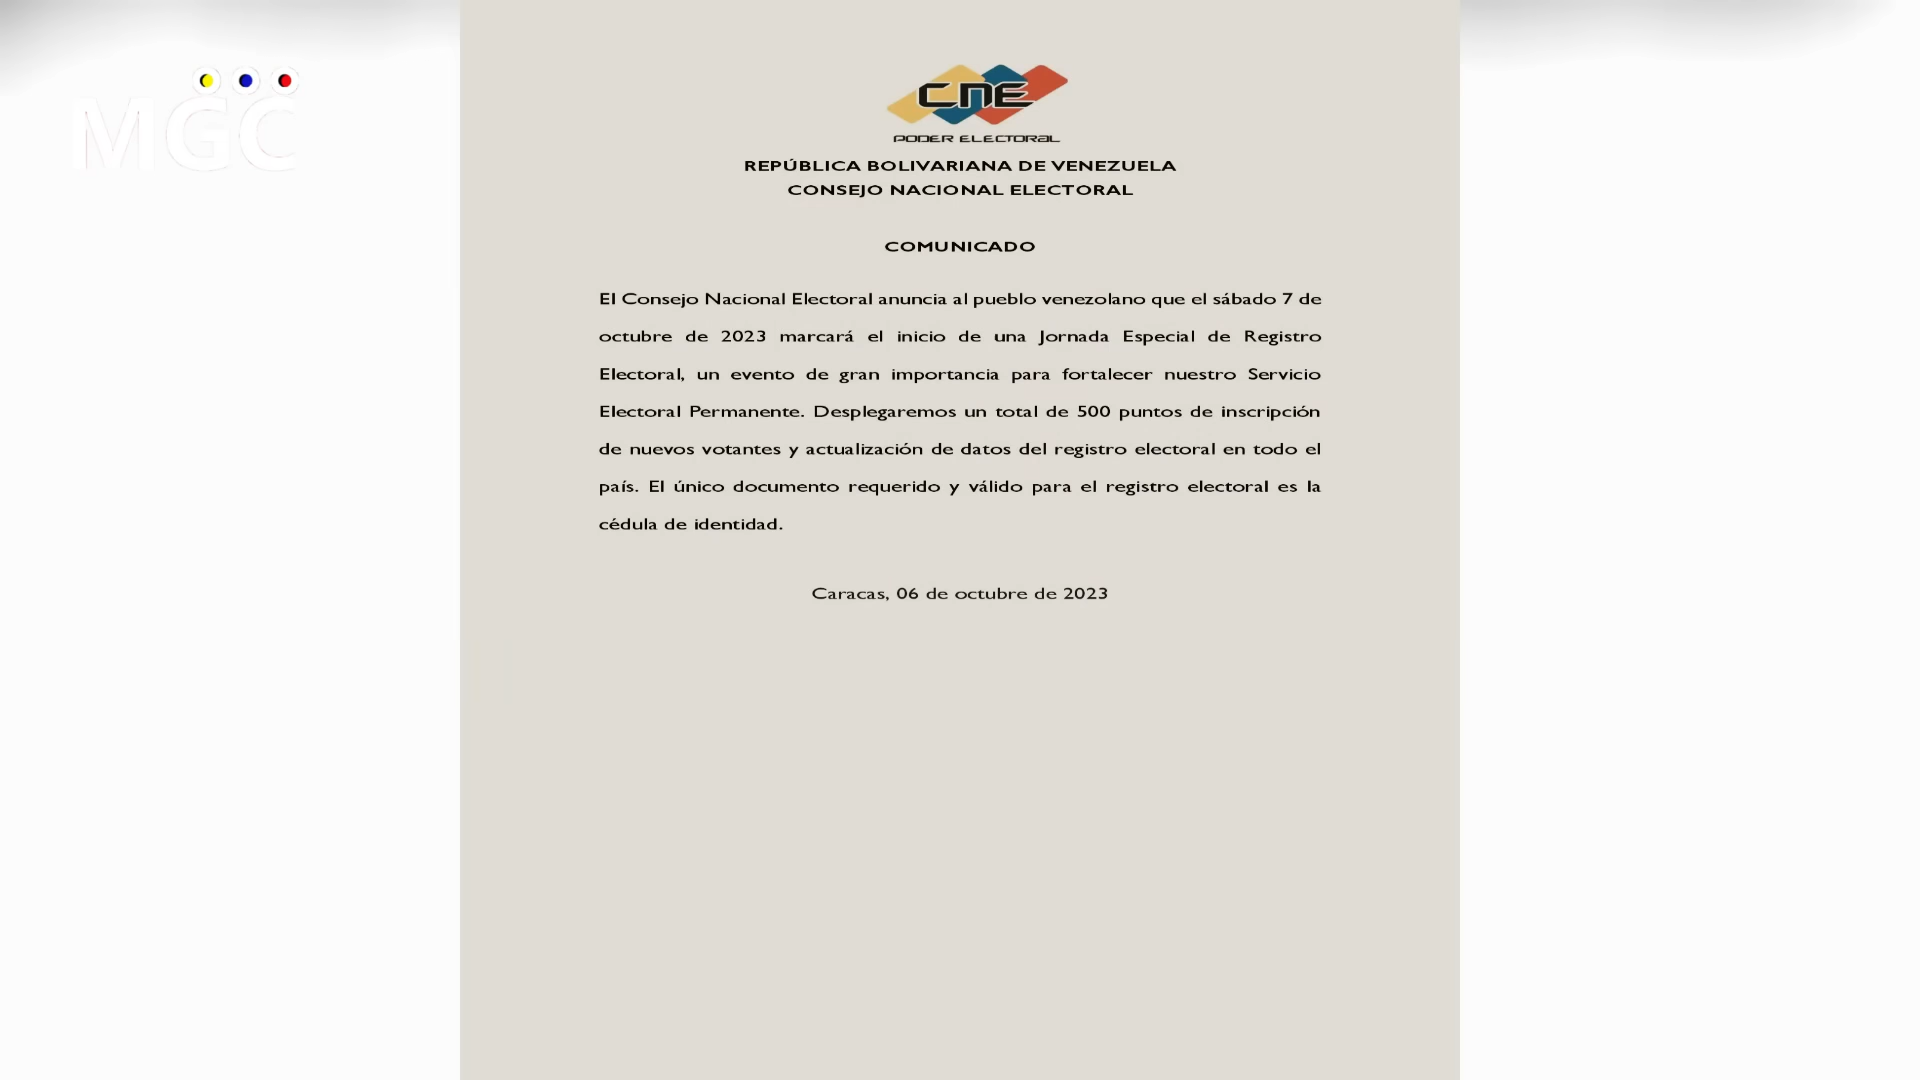 MGC
CNE
PODER ELECTORAL
REPÚBLICA BOLIVARIANA DE VENEZUELA
CONSEJO NACIONAL ELECTORAL
COMUNICADO
El Consejo Nacional Electoral anuncia al pueblo venezolano que el sábado 7 de
octubre de 2023 marcará el inicio de una Jornada Especial de Registro
Electoral, un evento de gran importancia para fortalecer nuestro Servicio
Electoral Permanente. Desplegaremos un total de 500 puntos de inscripción
de nuevos votantes y actualización de datos del registro electoral en todo el
país. El único documento requerido y válido para el registro electoral es la
cédula de identidad.
Caracas, 06 de octubre de 2023